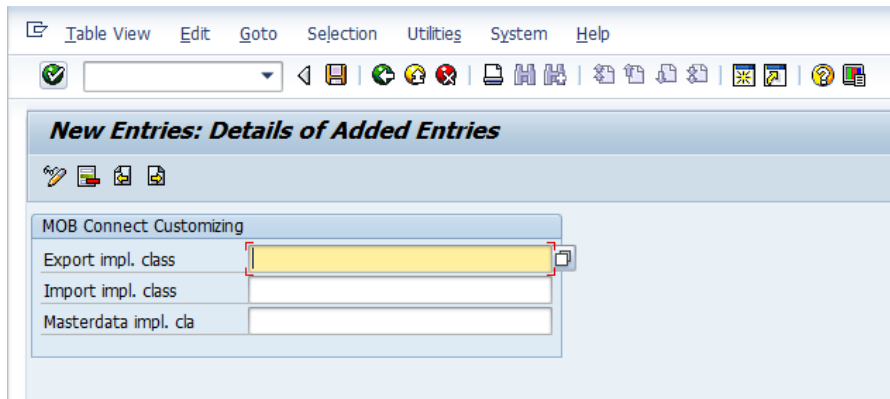 Table View Edit Goto Selection Utilities System Help
New Entries: Details of Added Entries
MOB Connect Customizing
Export impl. class
Import impl. class
Masterdata impl. cla